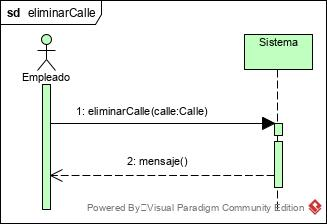 sd eliminarCalle
Sistema
Empleado
1: eliminarCalle(calle:Calle)
2: mensaje()
Powered By Visual Paradigm Community Edition